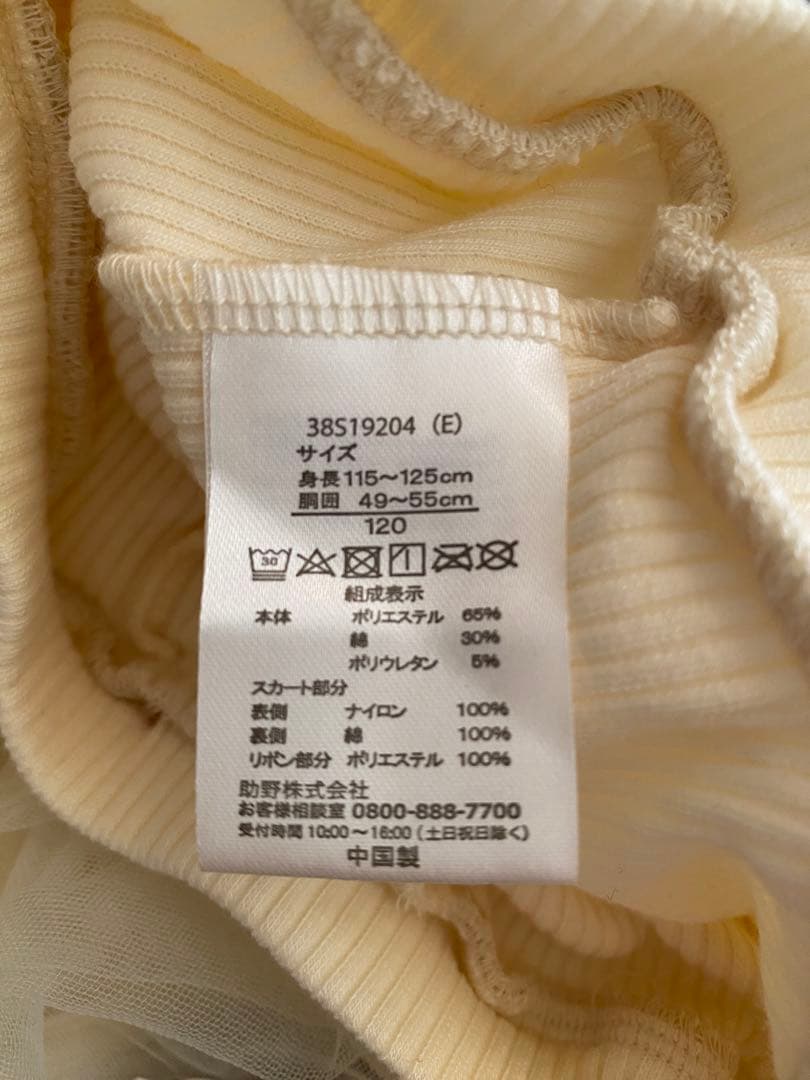 38S19204（E）
サイズ
身長115～125cm
胴囲 49～55cm
120
30
組成表示
本体 ポリエステル 65%
綿 30%
ポリウレタン 5%
スカート部分
表側 ナイロン 100%
裏側 綿 100%
リボン部分 ポリエステル 100%
助野株式会社
お客様相談室 0800-888-7700
受付時間 10:00～16:00（土日祝日除く）
中国製